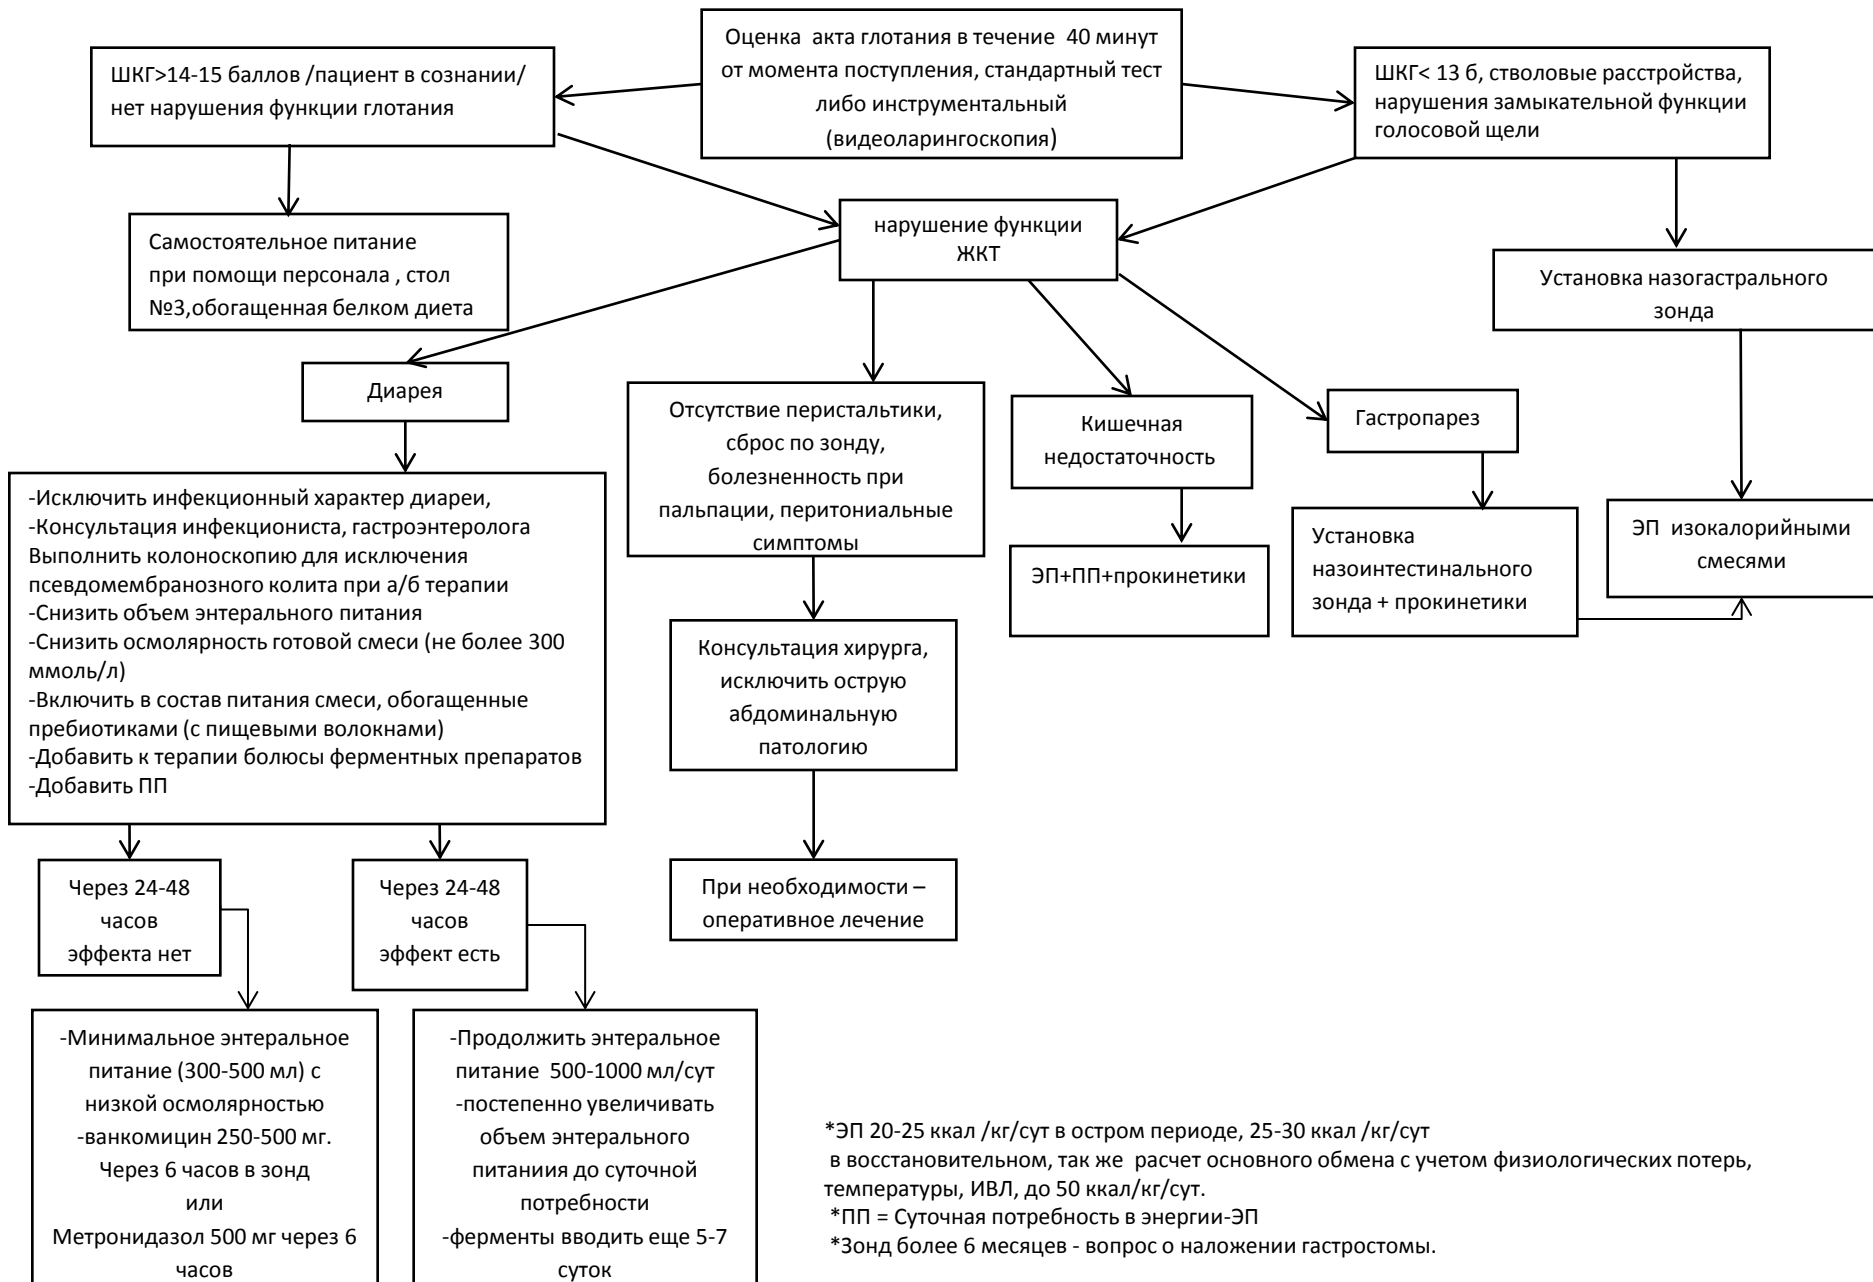 Оценка акта глотания в течение 40 минут
от момента поступления, стандартный тест
либо инструментальный
(видеоларингоскопия)
ШКГ>14-15 баллов /пациент в сознании/
нет нарушения функции глотания
ШКГ< 13 б, стволовые расстройства,
нарушения замыкательной функции
голосовой щели
Самостоятельное питание
при помощи персонала , стол
№3,обогащенная белком диета
нарушение функции
ЖКТ
Установка назогастрального
зонда
Диарея
Отсутствие перистальтики,
сброс по зонду,
болезненность при
пальпации, перитониальные
симптомы
Кишечная
недостаточность
Гастропарез
-Исключить инфекционный характер диареи,
-Консультация инфекциониста, гастроэнтеролога
Выполнить колоноскопию для исключения
псевдомембранозного колита при а/б терапии
-Снизить объем энтерального питания
-Снизить осмолярность готовой смеси (не более 300
ммоль/л)
-Включить в состав питания смеси, обогащенные
пребиотиками (с пищевыми волокнами)
-Добавить к терапии болюсы ферментных препаратов
-Добавить ПП
ЭП+ПП+прокинетики
Установка
назоинтестинального
зонда + прокинетики
ЭП изокалорийными
смесями
Консультация хирурга,
исключить острую
абдоминальную
патологию
Через 24-48
часов
эффекта нет
Через 24-48
часов
эффект есть
При необходимости –
оперативное лечение
-Минимальное энтеральное
питание (300-500 мл) с
низкой осмолярностью
-ванкомицин 250-500 мг.
Через 6 часов в зонд
или
Метронидазол 500 мг через 6
часов
-Продолжить энтеральное
питание 500-1000 мл/сут
-постепенно увеличивать
объем энтерального
питаниия до суточной
потребности
-ферменты вводить еще 5-7
суток
*ЭП 20-25 ккал /кг/сут в остром периоде, 25-30 ккал /кг/сут
в восстановительном, так же расчет основного обмена с учетом физиологических потерь,
температуры, ИВЛ, до 50 ккал/кг/сут.
*ПП = Суточная потребность в энергии-ЭП
*Зонд более 6 месяцев - вопрос о наложении гастростомы.